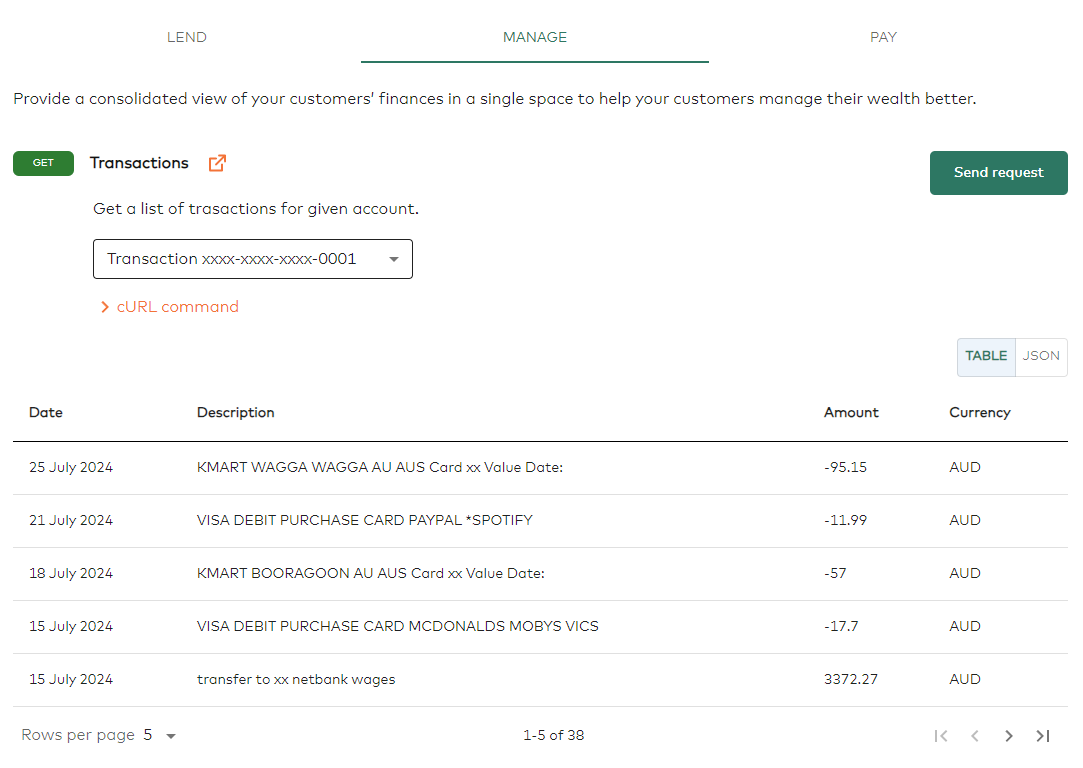 LEND MANAGE PAY
Provide a consolidated view of your customers’ finances in a single space to help your customers manage their wealth better.
GET Transactions Send request
Get a list of trasactions for given account.
Transaction xxxx-xxxx-xxxx-0001
cURL command
TABLE JSON
Date Description Amount Currency
25 July 2024 KMART WAGGA WAGGA AU AUS Card xx Value Date: -95.15 AUD
21 July 2024 VISA DEBIT PURCHASE CARD PAYPAL *SPOTIFY -11.99 AUD
18 July 2024 KMART BOORAGOON AU AUS Card xx Value Date: -57 AUD
15 July 2024 VISA DEBIT PURCHASE CARD MCDONALDS MOBYS VICS -17.7 AUD
15 July 2024 transfer to xx netbank wages 3372.27 AUD
Rows per page 5 1-5 of 38